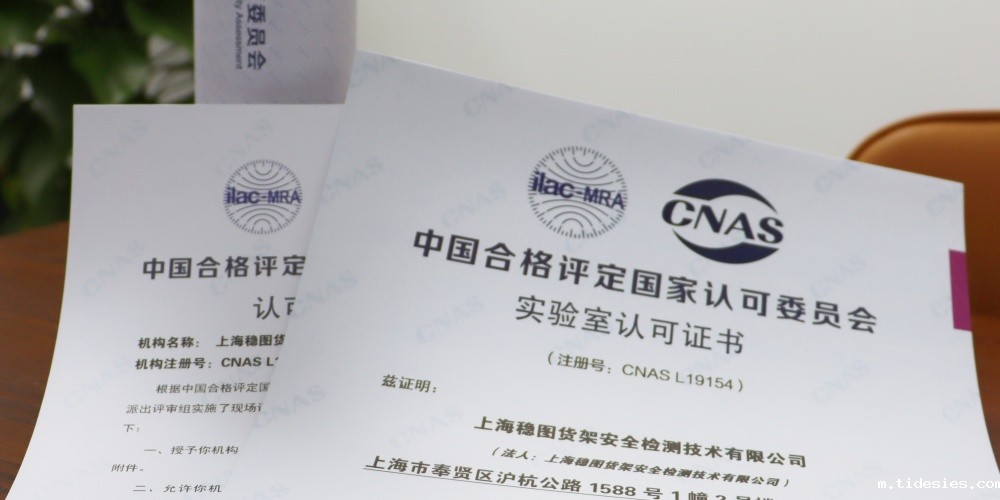 委员会
ty Assessment
ilac-MRA
中国合格评定
认可
机构名称： 上海稳图货
机构注册号：CNAS L1
根据中国合格评定国
派出评审组实施了现场
下：
一、授予你机构
附件。
二、允许你机
ilac-MRA
CNAS
中国合格评定国家认可委员会
实验室认可证书
（注册号：CNAS L19154）
兹证明：
上海稳图货架安全检测技术有限公司
（法人：上海稳图货架安全检测技术有限公司）
上海市奉贤区沪杭公路 1588 号 1 幢 2 号楼
m.tidesies.com